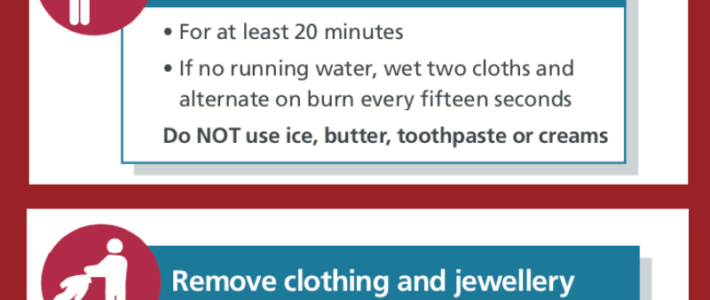 • For at least 20 minutes
• If no running water, wet two cloths and
alternate on burn every fifteen seconds
Do NOT use ice, butter, toothpaste or creams
Remove clothing and jewellery